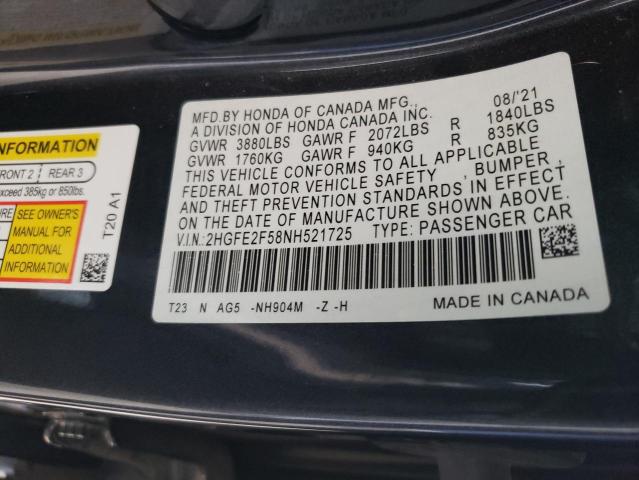 MFD.BY HONDA OF CANADA MFG., 08/'21
A DIVISION OF HONDA CANADA INC.
GVWR 3880LBS GAWR F 2072LBS R 1840LBS
GVWR 1760KG GAWR F 940KG R 835KG
THIS VEHICLE CONFORMS TO ALL APPLICABLE
FEDERAL MOTOR VEHICLE SAFETY , BUMPER ,
AND THEFT PREVENTION STANDARDS IN EFFECT
ON THE DATE OF MANUFACTURE SHOWN ABOVE.
V.I.N.:2HGFE2F58NH521725 TYPE: PASSENGER CAR
T23 N AG5 -NH904M -Z -H
MADE IN CANADA
INFORMATION
FRONT 2 REAR 3
exceed 385kg or 850lbs.
SEE OWNER'S
MANUAL FOR
ADDITIONAL
INFORMATION
T20 A1